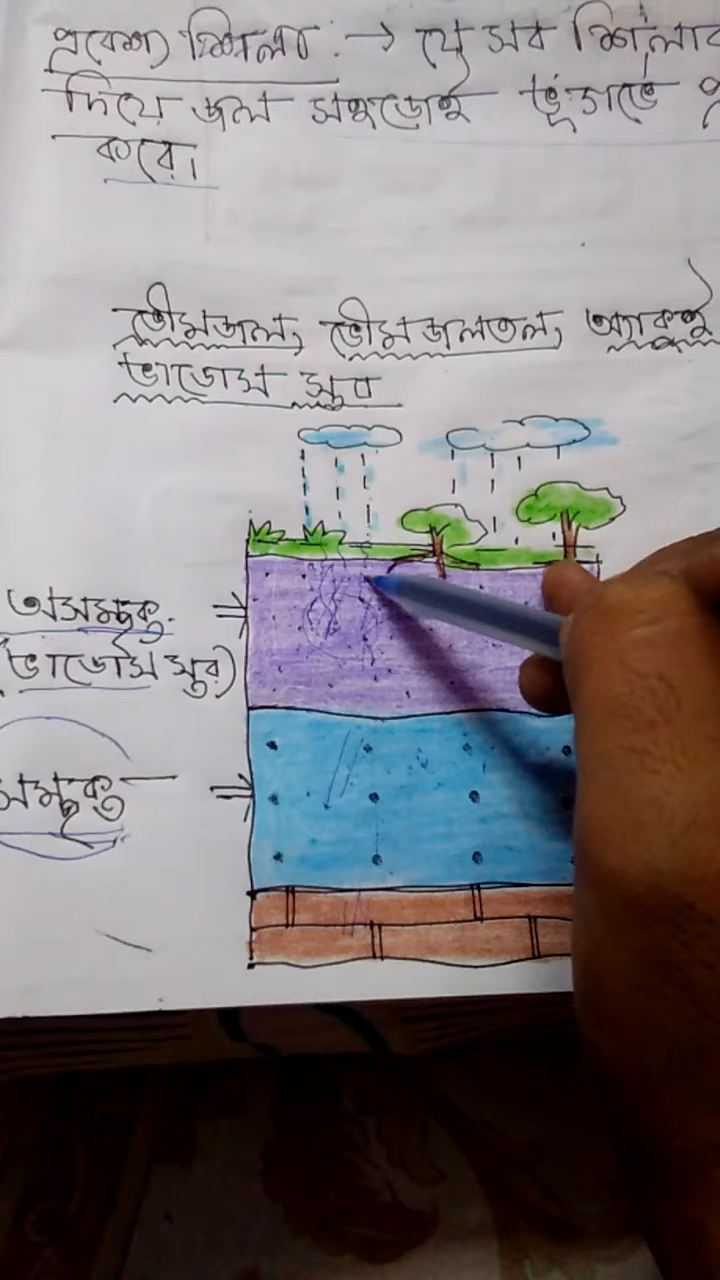 প্রবেশ্য শিলা :→ যে সব শিলার
দিয়ে জল সহজেই ভূগর্ভে
করে।
ভৌমজল, ভৌমজলতল,
ভাডোস স্তর
অসম্পৃক্ত
(ভাডোস স্তর)
সম্পৃক্ত